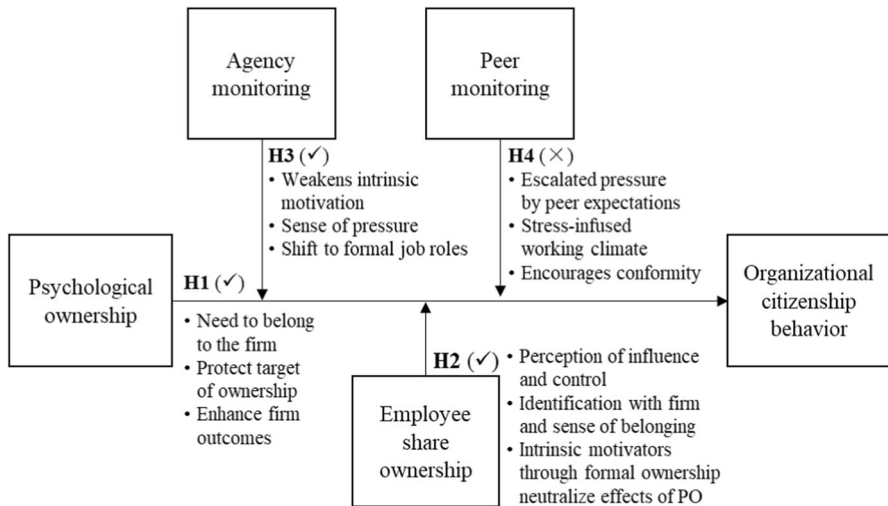 Agency
monitoring
Peer
monitoring
H3 (✓)
• Weakens intrinsic
motivation
• Sense of pressure
• Shift to formal job roles
H4 (×)
• Escalated pressure
by peer expectations
• Stress-infused
working climate
• Encourages conformity
Psychological
ownership
H1 (✓)
• Need to belong
to the firm
• Protect target
of ownership
• Enhance firm
outcomes
Organizational
citizenship
behavior
H2 (✓)
Employee
share
ownership
• Perception of influence
and control
• Identification with firm
and sense of belonging
• Intrinsic motivators
through formal ownership
neutralize effects of PO